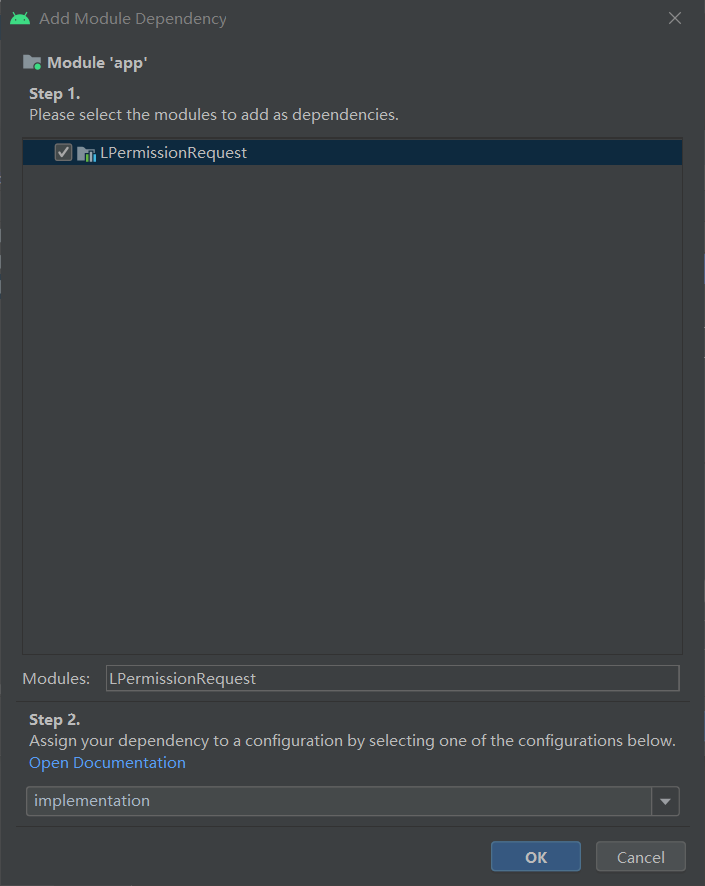 Add Module Dependency
Module 'app'
Step 1.
Please select the modules to add as dependencies.
LPermissionRequest
Modules: LPermissionRequest
Step 2.
Assign your dependency to a configuration by selecting one of the configurations below.
Open Documentation
implementation
OK Cancel